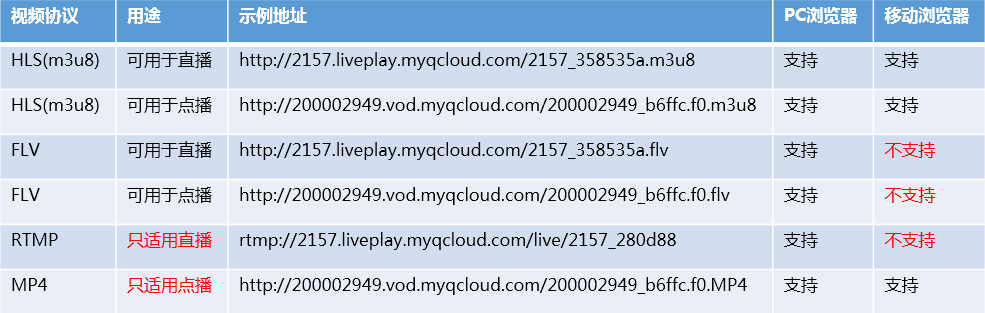 视频协议 用途 示例地址 PC浏览器 移动浏览器
HLS(m3u8) 可用于直播 http://2157.liveplay.myqcloud.com/2157_358535a.m3u8 支持 支持
HLS(m3u8) 可用于点播 http://200002949.vod.myqcloud.com/200002949_b6ffc.f0.m3u8 支持 支持
FLV 可用于直播 http://2157.liveplay.myqcloud.com/2157_358535a.flv 支持 不支持
FLV 可用于点播 http://200002949.vod.myqcloud.com/200002949_b6ffc.f0.flv 支持 不支持
RTMP 只适用直播 rtmp://2157.liveplay.myqcloud.com/live/2157_280d88 支持 不支持
MP4 只适用点播 http://200002949.vod.myqcloud.com/200002949_b6ffc.f0.MP4 支持 支持